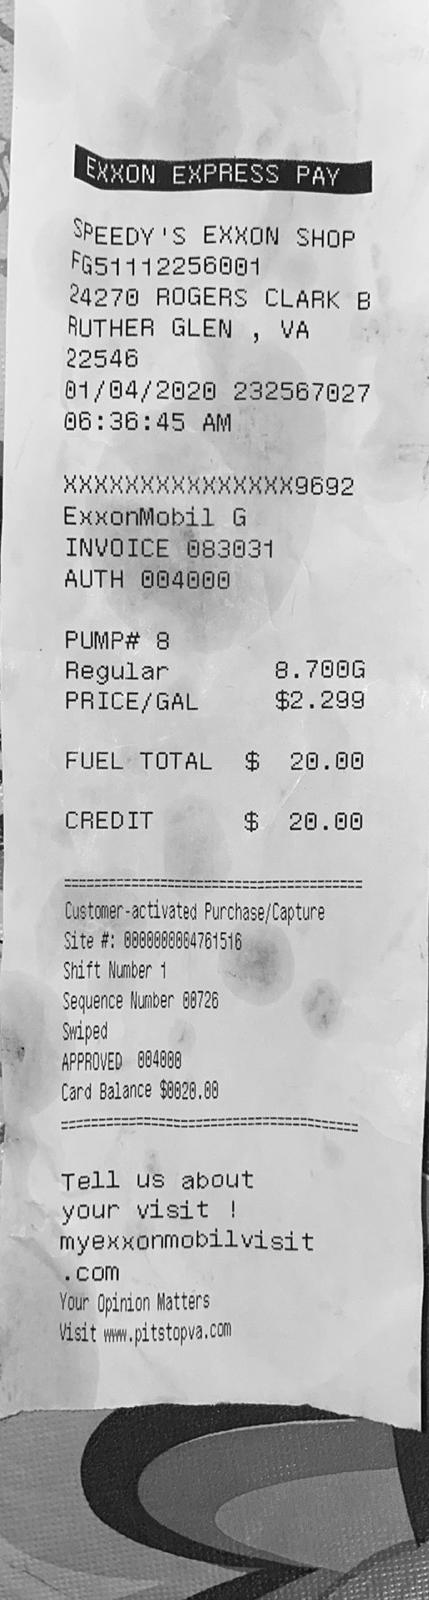 EXXON EXPRESS PAY
SPEEDY'S EXXON SHOP
FG51112256001
24270 ROGERS CLARK B
RUTHER GLEN , VA
22546
01/04/2020 232567027
06:36:45 AM
XXXXXXXXXXXXXXX9692
ExxonMobil G
INVOICE 083031
AUTH 004000
PUMP# 8
Regular 8.700G
PRICE/GAL $2.299
FUEL TOTAL $ 20.00
CREDIT $ 20.00
Customer-activated Purchase/Capture
Site #: 0000000004761516
Shift Number 1
Sequence Number 00726
Swiped
APPROVED 004000
Card Balance $0020.00
Tell us about
your visit !
myexxonmobilvisit
.com
Your Opinion Matters
Visit www.pitstopva.com